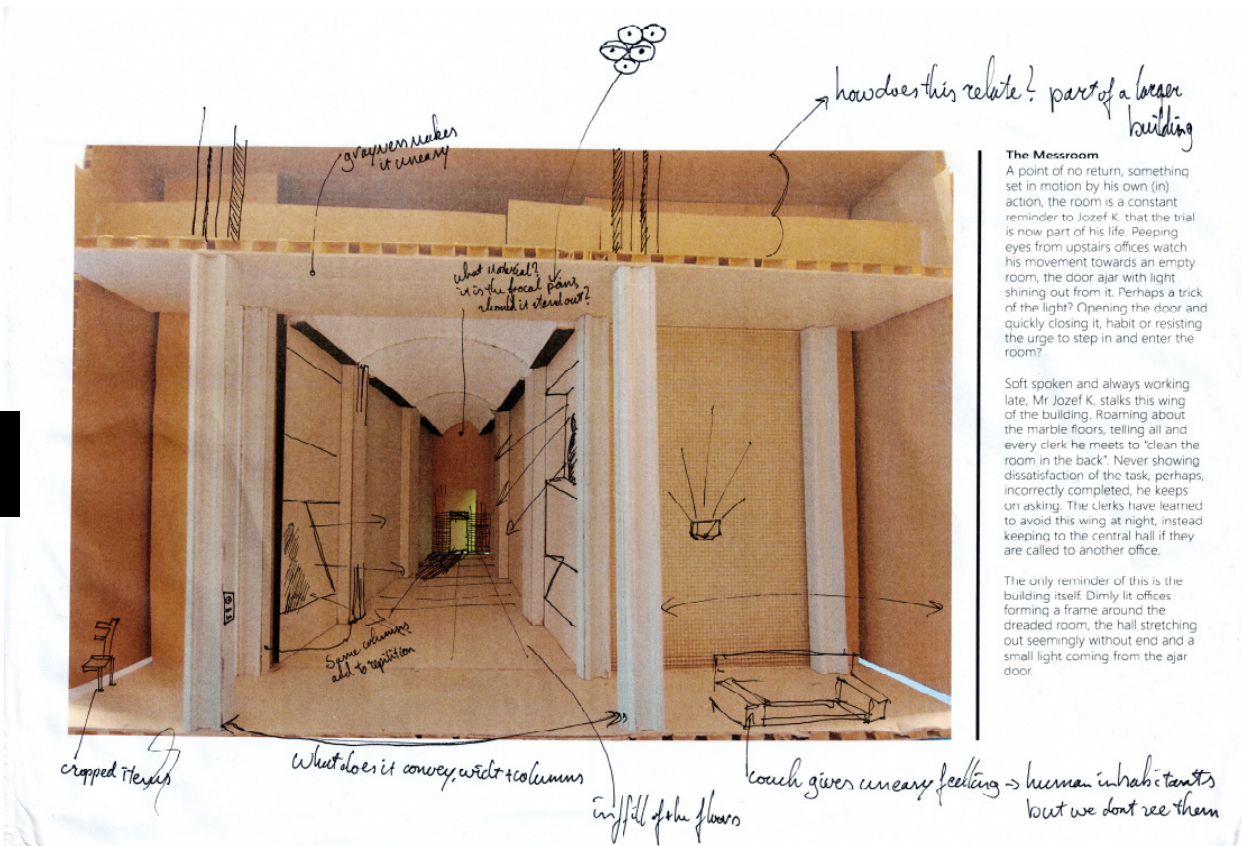 how does this relate? part of a larger
building
grayness makes
it uneasy
what material?
it is the focal point,
should it stand out?
Same columns
add to repitition
cropped items
What does it convey, widt + columns
infill of the floors
couch gives uneasy feelling → human inhabitants
but we dont see them
The Messroom
A point of no return, something
set in motion by his own (in)
action, the room is a constant
reminder to Jozef K. that the trial
is now part of his life. Peeping
eyes from upstairs offices watch
his movement towards an empty
room, the door ajar with light
shining out from it. Perhaps a trick
of the light? Opening the door and
quickly closing it, habit or resisting
the urge to step in and enter the
room?
Soft spoken and always working
late, Mr Jozef K. stalks this wing
of the building. Roaming about
the marble floors, telling all and
every clerk he meets to "clean the
room in the back". Never showing
dissatisfaction of the task, perhaps,
incorrectly completed, he keeps
on asking. The clerks have learned
to avoid this wing at night, instead
keeping to the central hall if they
are called to another office.
The only reminder of this is the
building itself. Dimly lit offices
forming a frame around the
dreaded room, the hall stretching
out seemingly without end and a
small light coming from the ajar
door.